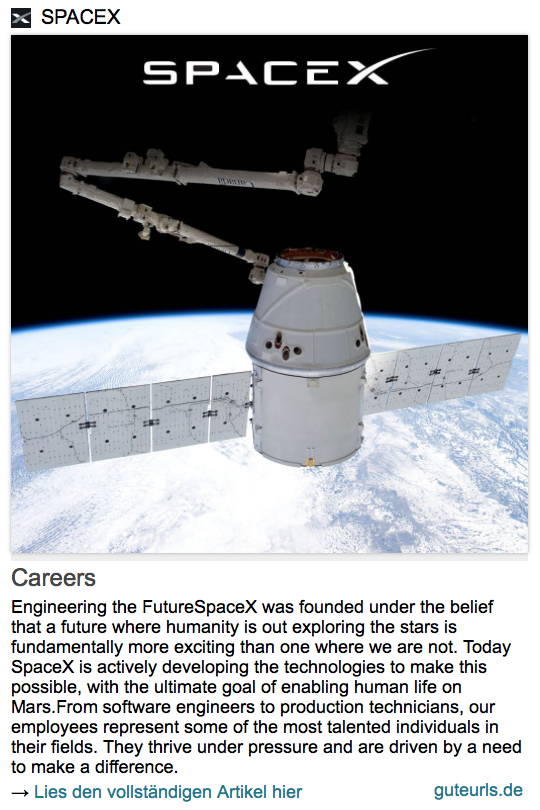 SPACEX
SPACEX
Canada
Careers
Engineering the FutureSpaceX was founded under the belief
that a future where humanity is out exploring the stars is
fundamentally more exciting than one where we are not. Today
SpaceX is actively developing the technologies to make this
possible, with the ultimate goal of enabling human life on
Mars.From software engineers to production technicians, our
employees represent some of the most talented individuals in
their fields. They thrive under pressure and are driven by a need
to make a difference.
→ Lies den vollständigen Artikel hier
guteurls.de